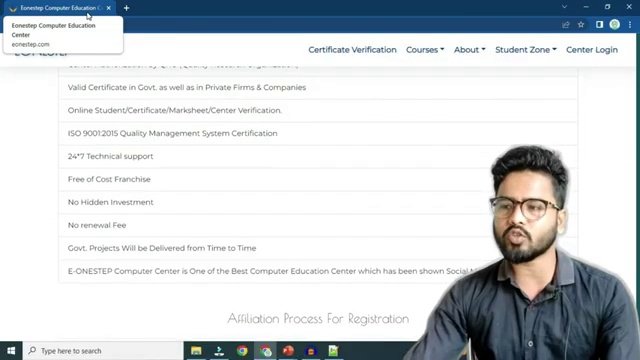 Eonestep Computer Education C
Eonestep Computer Education
Center
eonestep.com
Certificate Verification
Courses
About
Student Zone
Center Login
Valid Certificate in Govt. as well as in Private Firms & Companies
Online Student/Certificate/Marksheet/Center Verification.
ISO 9001:2015 Quality Management System Certification
24*7 Technical support
Free of Cost Franchise
No Hidden Investment
No renewal Fee
Govt. Projects Will be Delivered from Time to Time
E-ONESTEP Computer Center is One of the Best Computer Education Center which has been shown Social
Affiliation Process For Registration
Type here to search